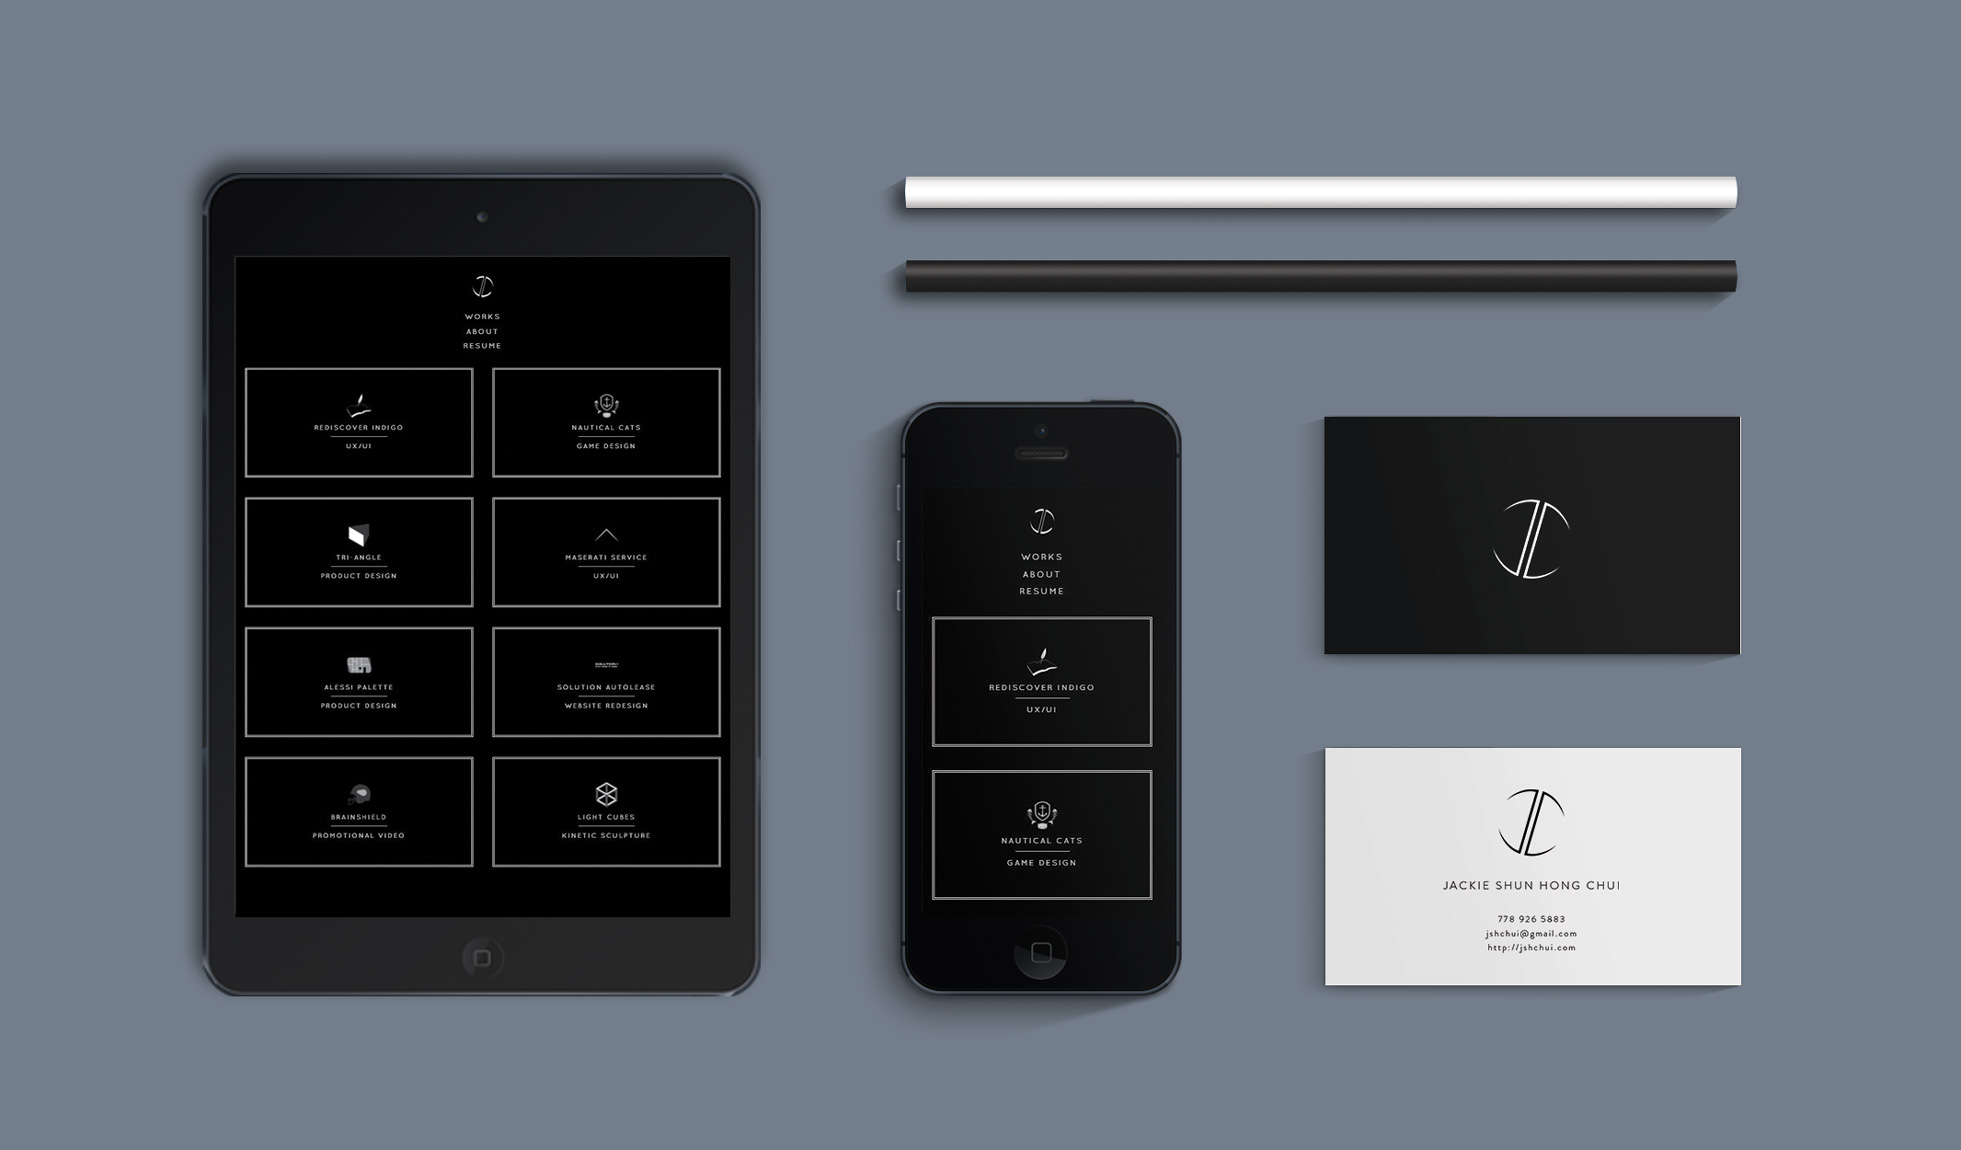 WORKS
ABOUT
RESUME
REDISCOVER INDIGO
UX/UI
NAUTICAL CATS
GAME DESIGN
TRI-ANGLE
PRODUCT DESIGN
MASERATI SERVICE
UX/UI
ALESSI PALETTE
PRODUCT DESIGN
SOLUTION AUTOLEASE
WEBSITE REDESIGN
BRAINSHIELD
PROMOTIONAL VIDEO
LIGHT CUBES
KINETIC SCULPTURE
WORKS
ABOUT
RESUME
REDISCOVER INDIGO
UX/UI
NAUTICAL CATS
GAME DESIGN
JACKIE SHUN HONG CHUI
778 926 5883
jshchui@gmail.com
http://jshchui.com